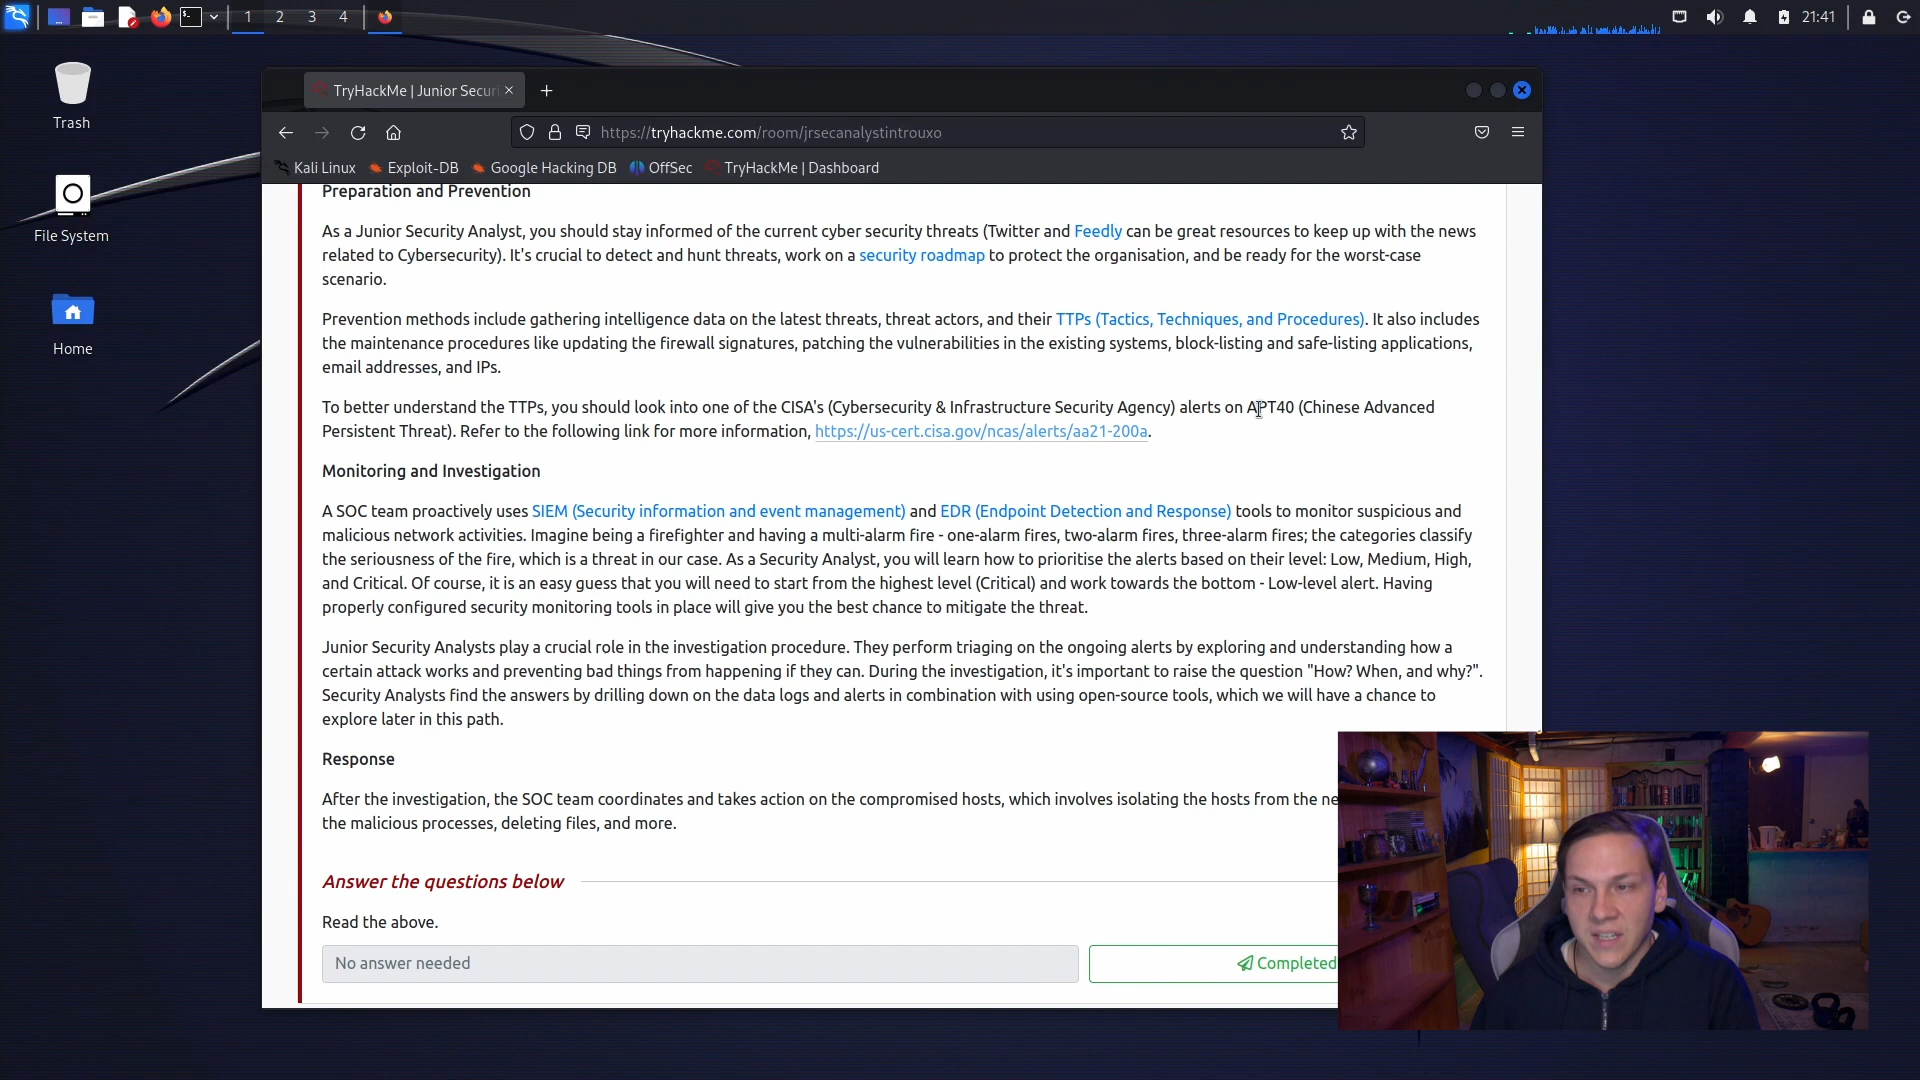 1 2 3 4 21:41
Trash
File System
Home
TryHackMe | Junior Securi
https://tryhackme.com/room/jrsecanalystintrouxo
Kali Linux Exploit-DB Google Hacking DB OffSec TryHackMe | Dashboard
Preparation and Prevention
As a Junior Security Analyst, you should stay informed of the current cyber security threats (Twitter and Feedly can be great resources to keep up with the news
related to Cybersecurity). It's crucial to detect and hunt threats, work on a security roadmap to protect the organisation, and be ready for the worst-case
scenario.
Prevention methods include gathering intelligence data on the latest threats, threat actors, and their TTPs (Tactics, Techniques, and Procedures). It also includes
the maintenance procedures like updating the firewall signatures, patching the vulnerabilities in the existing systems, block-listing and safe-listing applications,
email addresses, and IPs.
To better understand the TTPs, you should look into one of the CISA's (Cybersecurity & Infrastructure Security Agency) alerts on APT40 (Chinese Advanced
Persistent Threat). Refer to the following link for more information, https://us-cert.cisa.gov/ncas/alerts/aa21-200a.
Monitoring and Investigation
A SOC team proactively uses SIEM (Security information and event management) and EDR (Endpoint Detection and Response) tools to monitor suspicious and
malicious network activities. Imagine being a firefighter and having a multi-alarm fire - one-alarm fires, two-alarm fires, three-alarm fires; the categories classify
the seriousness of the fire, which is a threat in our case. As a Security Analyst, you will learn how to prioritise the alerts based on their level: Low, Medium, High,
and Critical. Of course, it is an easy guess that you will need to start from the highest level (Critical) and work towards the bottom - Low-level alert. Having
properly configured security monitoring tools in place will give you the best chance to mitigate the threat.
Junior Security Analysts play a crucial role in the investigation procedure. They perform triaging on the ongoing alerts by exploring and understanding how a
certain attack works and preventing bad things from happening if they can. During the investigation, it's important to raise the question "How? When, and why?".
Security Analysts find the answers by drilling down on the data logs and alerts in combination with using open-source tools, which we will have a chance to
explore later in this path.
Response
After the investigation, the SOC team coordinates and takes action on the compromised hosts, which involves isolating the hosts from the ne
the malicious processes, deleting files, and more.
Answer the questions below
Read the above.
No answer needed
Completed